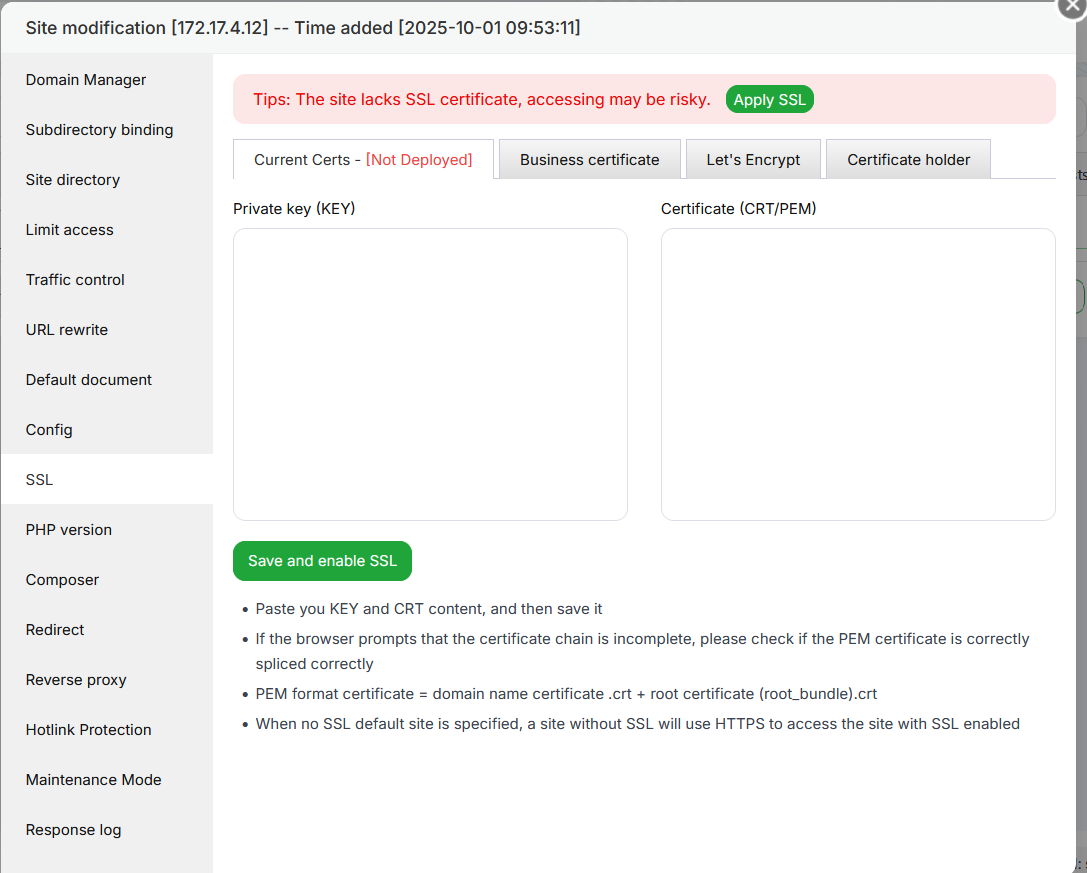 Site modification [172.17.4.12] -- Time added [2025-10-01 09:53:11]
Domain Manager
Subdirectory binding
Site directory
Limit access
Traffic control
URL rewrite
Default document
Config
SSL
PHP version
Composer
Redirect
Reverse proxy
Hotlink Protection
Maintenance Mode
Response log
Tips: The site lacks SSL certificate, accessing may be risky. Apply SSL
Current Certs - [Not Deployed] Business certificate Let's Encrypt Certificate holder
Private key (KEY) Certificate (CRT/PEM)
Save and enable SSL
• Paste you KEY and CRT content, and then save it
• If the browser prompts that the certificate chain is incomplete, please check if the PEM certificate is correctly
spliced correctly
• PEM format certificate = domain name certificate .crt + root certificate (root_bundle).crt
• When no SSL default site is specified, a site without SSL will use HTTPS to access the site with SSL enabled